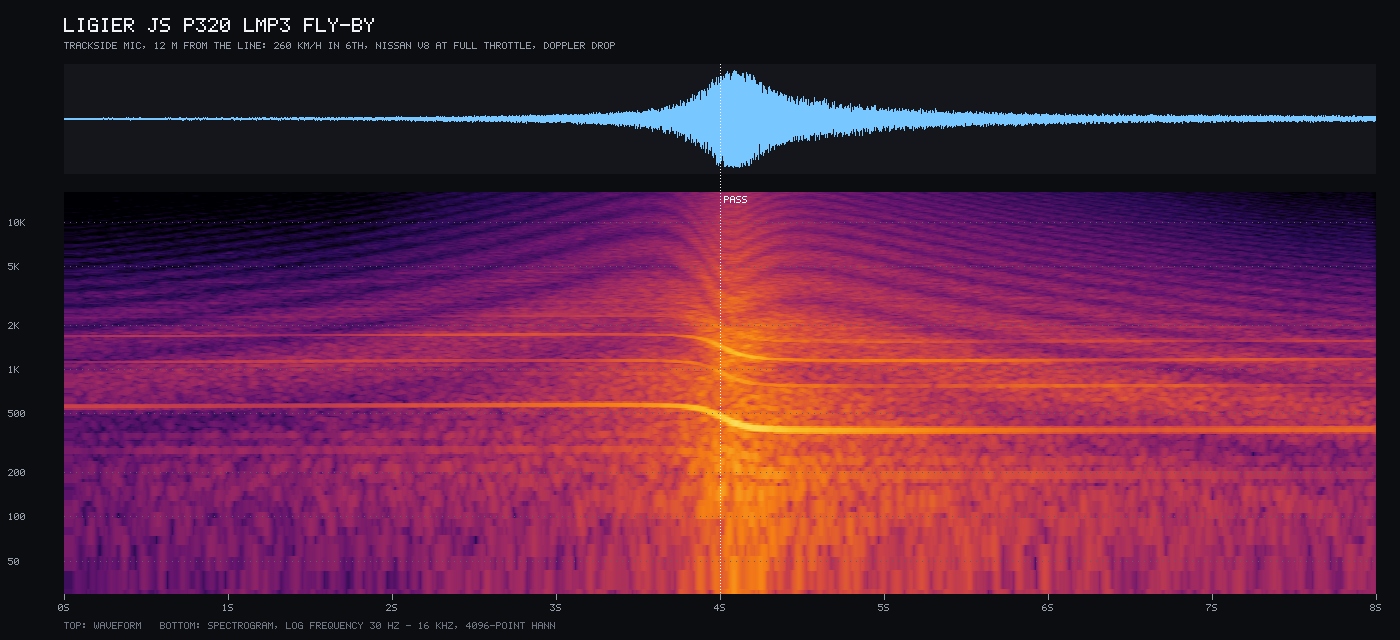 LIGIER JS P320 LMP3 FLY-BY
TRACKSIDE MIC, 12 M FROM THE LINE: 260 KM/H IN 6TH, NISSAN V8 AT FULL THROTTLE, DOPPLER DROP
PASS
10K
5K
2K
1K
500
200
100
50
0S 1S 2S 3S 4S 5S 6S 7S 8S
TOP: WAVEFORM BOTTOM: SPECTROGRAM, LOG FREQUENCY 30 HZ - 16 KHZ, 4096-POINT HANN